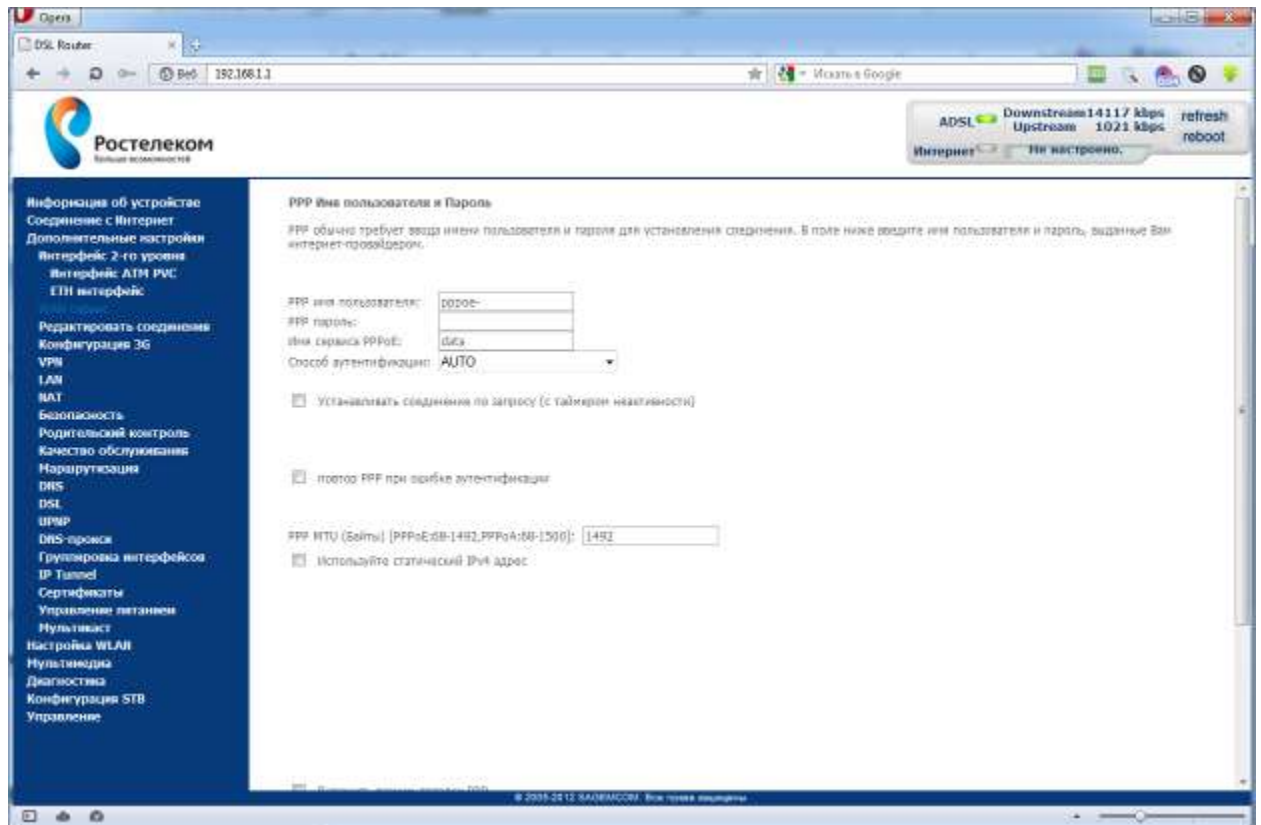 Opera
DSL Router
Веб 192.168.1.1
Искать в Google
Ростелеком
Больше возможностей
ADSL
Downstream 14117 kbps
Upstream 1021 kbps
refresh
reboot
Интернет
Не настроено.
Информация об устройстве
Соединение с Интернет
Дополнительные настройки
Интерфейс 2-го уровня
Интерфейс ATM PVC
ETH интерфейс
Редактировать соединения
Конфигурация 3G
VPN
LAN
NAT
Безопасность
Родительский контроль
Качество обслуживания
Маршрутизация
DNS
DSL
UPNP
DNS-прокси
Группировка интерфейсов
IP Tunnel
Сертификаты
Управление питанием
Мультикаст
Настройка WLAN
Мультимедиа
Диагностика
Конфигурация STB
Управление
PPP Имя пользователя и Пароль
PPP обычно требует ввода имени пользователя и пароля для установления соединения. В поле ниже введите имя пользователя и пароль, выданные Вам
интернет-провайдером.
PPP имя пользователя: pppoe-
PPP пароль:
Имя сервиса PPPoE: data
Способ аутентификации: AUTO
Устанавливать соединение по запросу (с таймером неактивности)
повтор PPP при ошибке аутентификации
PPP MTU (Байты) [PPPoE:68-1492,PPPoA:68-1500]: 1492
Используйте статический IPv4 адрес
© 2005-2012 SAGEMCOM. Все права защищены